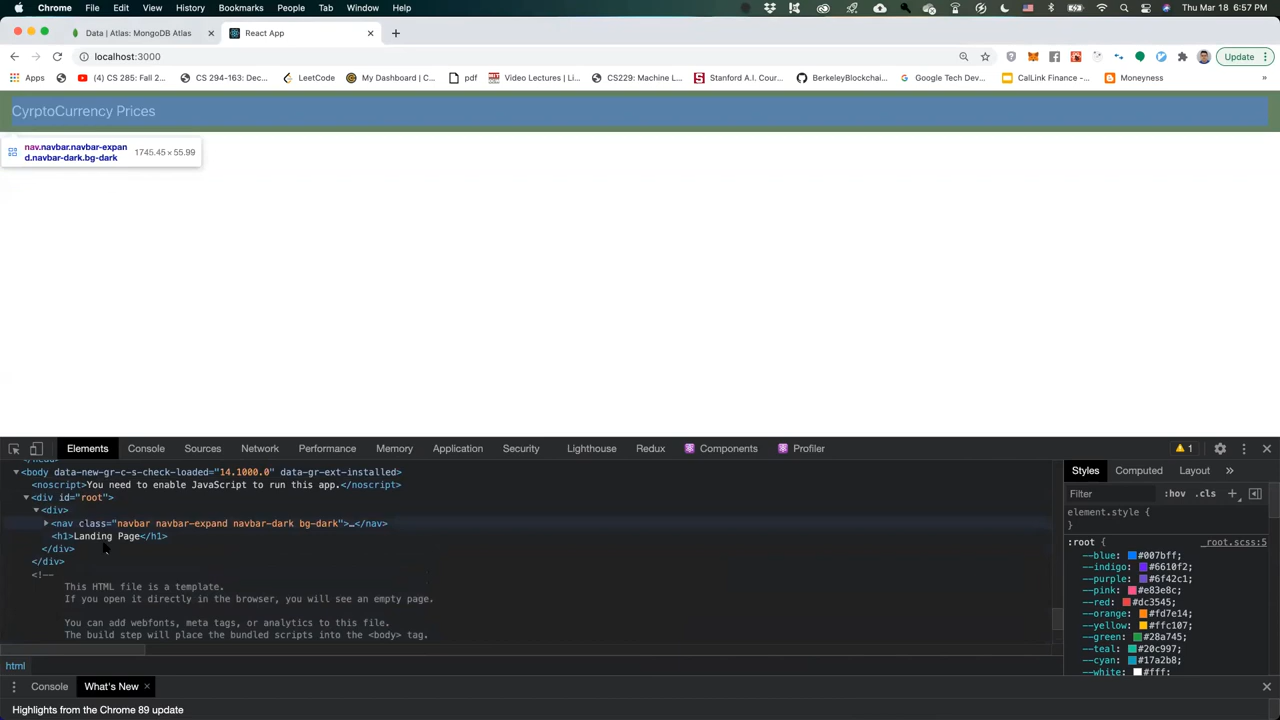 Chrome File Edit View History Bookmarks People Tab Window Help Thu Mar 18 6:57 PM
Data | Atlas: MongoDB Atlas React App
localhost:3000 Update
Apps (4) CS 285: Fall 2... CS 294-163: Dec... LeetCode My Dashboard | C... pdf Video Lectures | Li... CS229: Machine L... Stanford A.I. Cour... BerkeleyBlockchai... Google Tech Dev... CalLink Finance -... Moneyness »
CyrptoCurrency Prices
nav.navbar.navbar-expan
d.navbar-dark.bg-dark 1745.45 × 55.99
Elements Console Sources Network Performance Memory Application Security Lighthouse Redux Components Profiler 1
<body data-new-gr-c-s-check-loaded="14.1000.0" data-gr-ext-installed>
<noscript>You need to enable JavaScript to run this app.</noscript>
<div id="root">
<div>
<nav class="navbar navbar-expand navbar-dark bg-dark">…</nav>
<h1>Landing Page</h1>
</div>
</div>
<!--
This HTML file is a template.
If you open it directly in the browser, you will see an empty page.
You can add webfonts, meta tags, or analytics to this file.
The build step will place the bundled scripts into the <body> tag.
html
Styles Computed Layout »
Filter :hov .cls +
element.style {
}
:root { _root.scss:5
--blue: #007bff;
--indigo: #6610f2;
--purple: #6f42c1;
--pink: #e83e8c;
--red: #dc3545;
--orange: #fd7e14;
--yellow: #ffc107;
--green: #28a745;
--teal: #20c997;
--cyan: #17a2b8;
--white: #fff;
Console What's New
Highlights from the Chrome 89 update